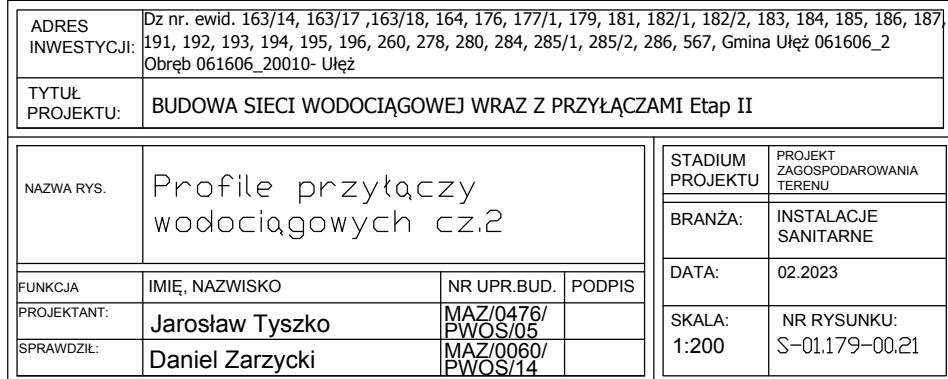 ADRES
INWESTYCJI:
Dz nr. ewid. 163/14, 163/17 ,163/18, 164, 176, 177/1, 179, 181, 182/1, 182/2, 183, 184, 185, 186, 187,
191, 192, 193, 194, 195, 196, 260, 278, 280, 284, 285/1, 285/2, 286, 567, Gmina Ułęż 061606_2
Obręb 061606_20010- Ułęż
TYTUŁ
PROJEKTU:
BUDOWA SIECI WODOCIĄGOWEJ WRAZ Z PRZYŁĄCZAMI Etap II
NAZWA RYS.
Profile przyłączy
wodociągowych cz.2
FUNKCJA IMIĘ, NAZWISKO NR UPR.BUD. PODPIS
PROJEKTANT:
Jarosław Tyszko
MAZ/0476/
PWOS/05
SPRAWDZIŁ:
Daniel Zarzycki
MAZ/0060/
PWOS/14
STADIUM
PROJEKTU
PROJEKT
ZAGOSPODAROWANIA
TERENU
BRANŻA:
INSTALACJE
SANITARNE
DATA: 02.2023
SKALA:
1:200
NR RYSUNKU:
S-01.179-00.21